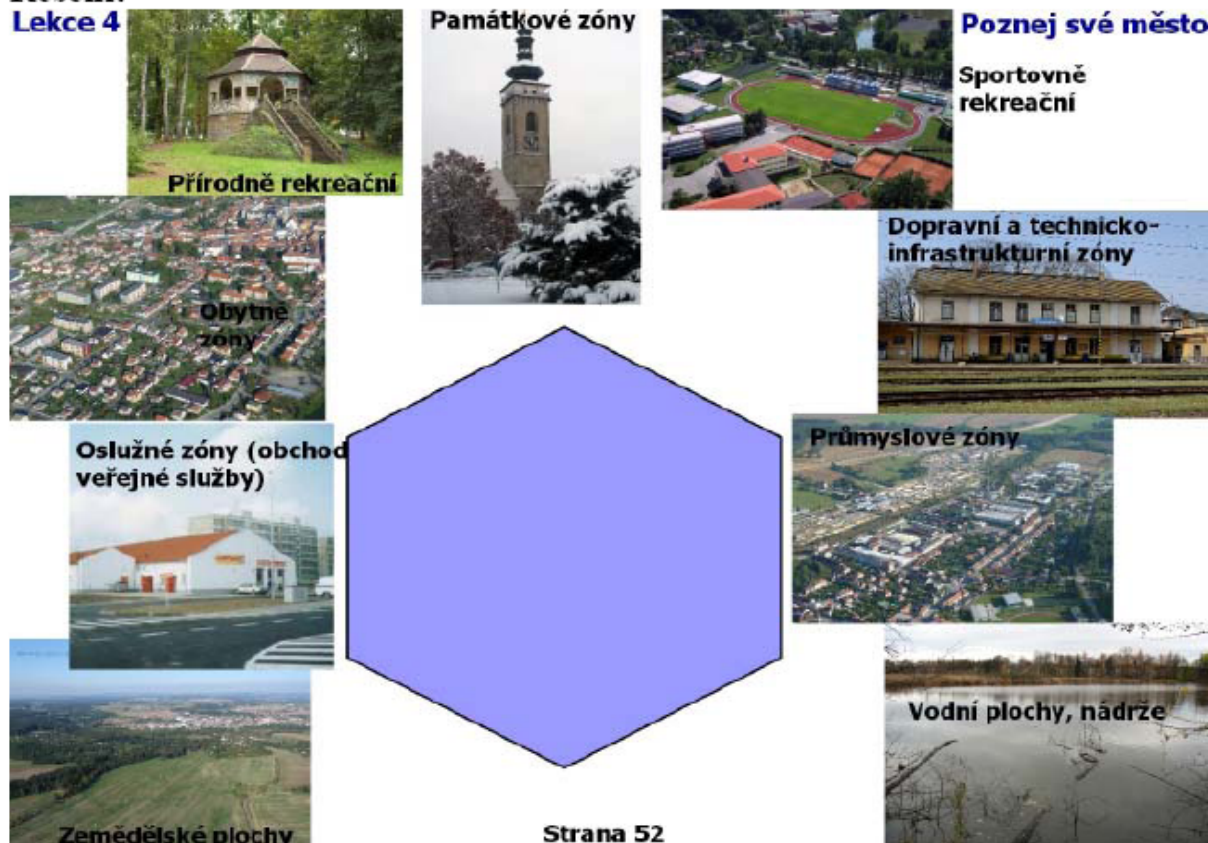 Lekce 4
Památkové zóny
Poznej své město
Sportovně
rekreační
Přírodně rekreační
Dopravní a technicko-
infrastrukturní zóny
Obytné
zóny
Oslužné zóny (obchod
veřejné služby)
Průmyslové zóny
Vodní plochy, nádrže
Zemědělské plochy
Strana 52